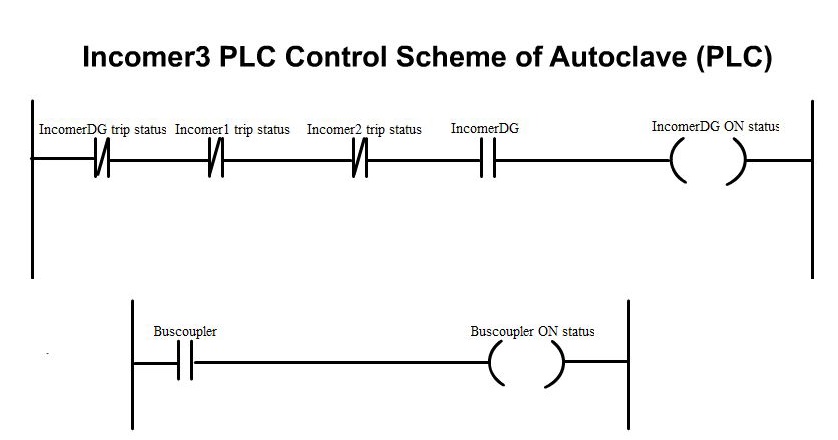 Incomer3 PLC Control Scheme of Autoclave (PLC)
IncomerDG trip status Incomer1 trip status Incomer2 trip status IncomerDG IncomerDG ON status
Buscoupler Buscoupler ON status